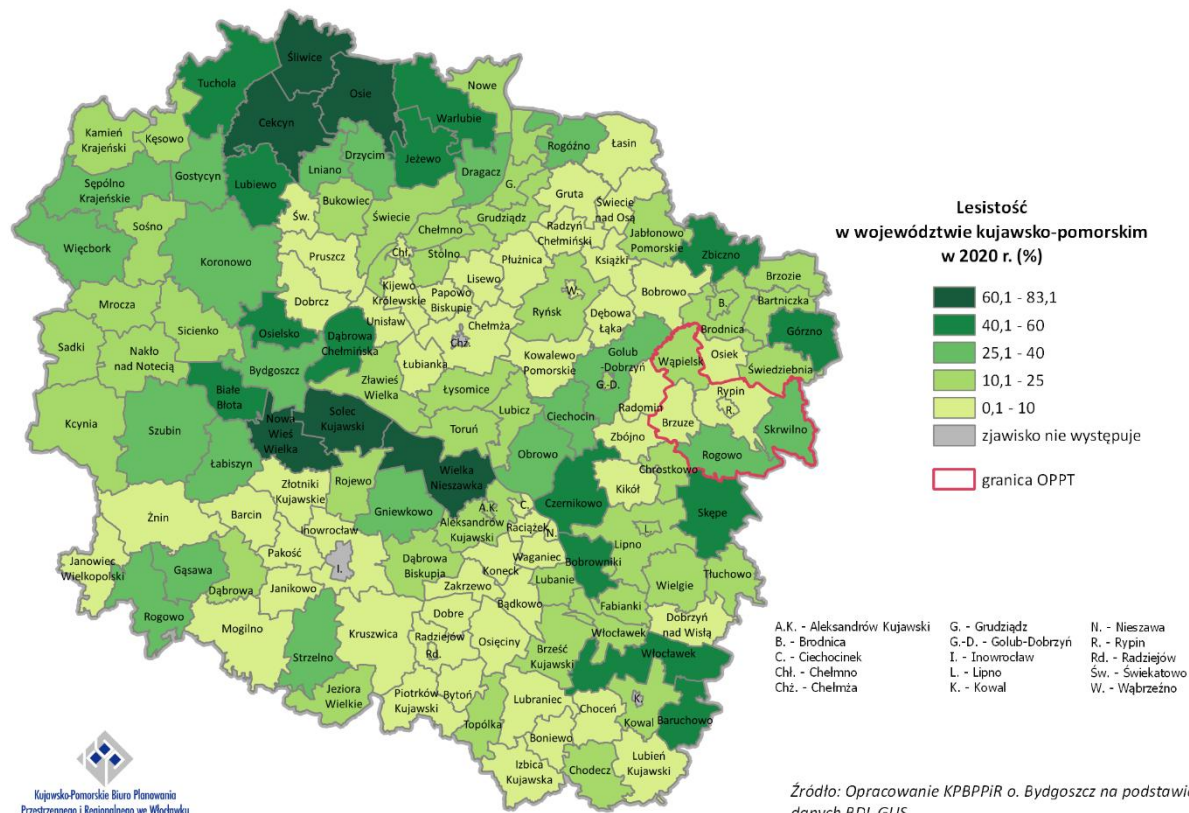 Śliwice
Tuchola
Osie
Nowe
Cekcyn
Warlubie
Kamień
Krajeński
Kęsowo
Łasin
Rogóźno
Drzycim
Jeżewo
Gostycyn
Lniano
Dragacz
Sępólno
Krajeńskie
Lubiewo
G.
Gruta
Bukowiec
Świecie
nad Osą
Św.
Świecie
Grudziądz
Sośno
Chełmno
Radzyń
Chełmiński
Jabłonowo
Pomorskie
Więcbork
Zbiczno
Koronowo
Pruszcz
Chł.
Stolno
Płużnica
Książki
Brzozie
Lisewo
Kijewo
Królewskie
Papowo
Biskupie
W.
Bobrowo
B.
Bartniczka
Mrocza
Dobrcz
Unisław
Ryńsk
Dębowa
Łąka
Górzno
Sicienko
Osielsko
Dąbrowa
Chełmińska
Chełmża
Brodnica
Chż.
Sadki
Nakło
nad Notecią
Łubianka
Kowalewo
Pomorskie
Golub
-Dobrzyń
Wąpielsk
Osiek
Bydgoszcz
Świedziebnia
Białe
Błota
Zławieś
Wielka
Łysomice
G.-D.
Rypin
Kcynia
Solec
Kujawski
Lubicz
Ciechocin
Radomin
R.
Szubin
Nowa
Wieś
Wielka
Toruń
Brzuze
Skrwilno
Zbójno
Łabiszyn
Obrowo
Rogowo
Wielka
Nieszawka
Złotniki
Kujawskie
Rojewo
Chrostkowo
Kikół
Czernikowo
Gniewkowo
Żnin
Barcin
A.K.
C.
Skępe
Inowrocław
Aleksandrów
Kujawski
Raciążek
N.
L.
Pakość
Lipno
Janowiec
Wielkopolski
Gąsawa
I.
Dąbrowa
Biskupia
Waganiec
Bobrowniki
Koneck
Tłuchowo
Dąbrowa
Janikowo
Zakrzewo
Lubanie
Wielgie
Bądkowo
Fabianki
Rogowo
Dobre
Mogilno
Kruszwica
Dobrzyń
nad Wisłą
Radziejów
Osięciny
Włocławek
Rd.
Strzelno
Brześć
Kujawski
Włocławek
Jeziora
Wielkie
Piotrków
Kujawski
Bytoń
Lubraniec
K.
Choceń
Baruchowo
Topólka
Kowal
Boniewo
Izbica
Kujawska
Lubień
Kujawski
Chodecz
Lesistość
w województwie kujawsko-pomorskim
w 2020 r. (%)
60,1 - 83,1
40,1 - 60
25,1 - 40
10,1 - 25
0,1 - 10
zjawisko nie występuje
granica OPPT
A.K. - Aleksandrów Kujawski
B. - Brodnica
C. - Ciechocinek
Chł. - Chełmno
Chż. - Chełmża
G. - Grudziądz
G.-D. - Golub-Dobrzyń
I. - Inowrocław
L. - Lipno
K. - Kowal
N. - Nieszawa
R. - Rypin
Rd. - Radziejów
Św. - Świekatowo
W. - Wąbrzeźno
Kujawsko-Pomorskie Biuro Planowania
Przestrzennego i Regionalnego we Włocławku
Źródło: Opracowanie KPBPPiR o. Bydgoszcz na podstawie
danych BDL GUS